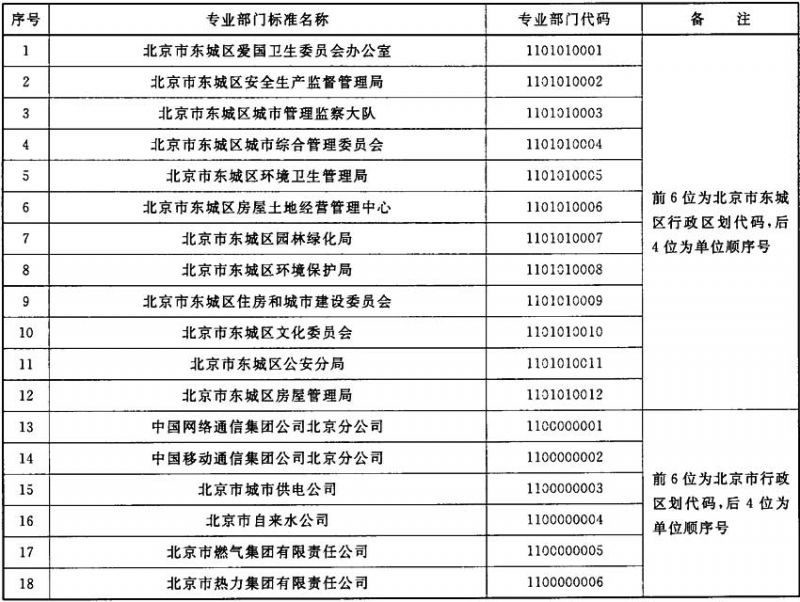 序号 专业部门标准名称 专业部门代码 备 注
1 北京市东城区爱国卫生委员会办公室 1101010001
2 北京市东城区安全生产监督管理局 1101010002
3 北京市东城区城市管理监察大队 1101010003
4 北京市东城区城市综合管理委员会 1101010004
5 北京市东城区环境卫生管理局 1101010005
6 北京市东城区房屋土地经营管理中心 1101010006
7 北京市东城区园林绿化局 1101010007
8 北京市东城区环境保护局 1101010008
9 北京市东城区住房和城市建设委员会 1101010009
10 北京市东城区文化委员会 1101010010
11 北京市东城区公安分局 1101010011
12 北京市东城区房屋管理局 1101010012
前6位为北京市东城
区行政区划代码,后
4位为单位顺序号
13 中国网络通信集团公司北京分公司 1100000001
14 中国移动通信集团公司北京分公司 1100000002
15 北京市城市供电公司 1100000003
16 北京市自来水公司 1100000004
17 北京市燃气集团有限责任公司 1100000005
18 北京市热力集团有限责任公司 1100000006
前6位为北京市行政
区划代码,后4位为
单位顺序号